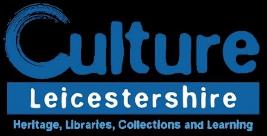 Culture
Leicestershire
Heritage, Libraries, Collections and Learning